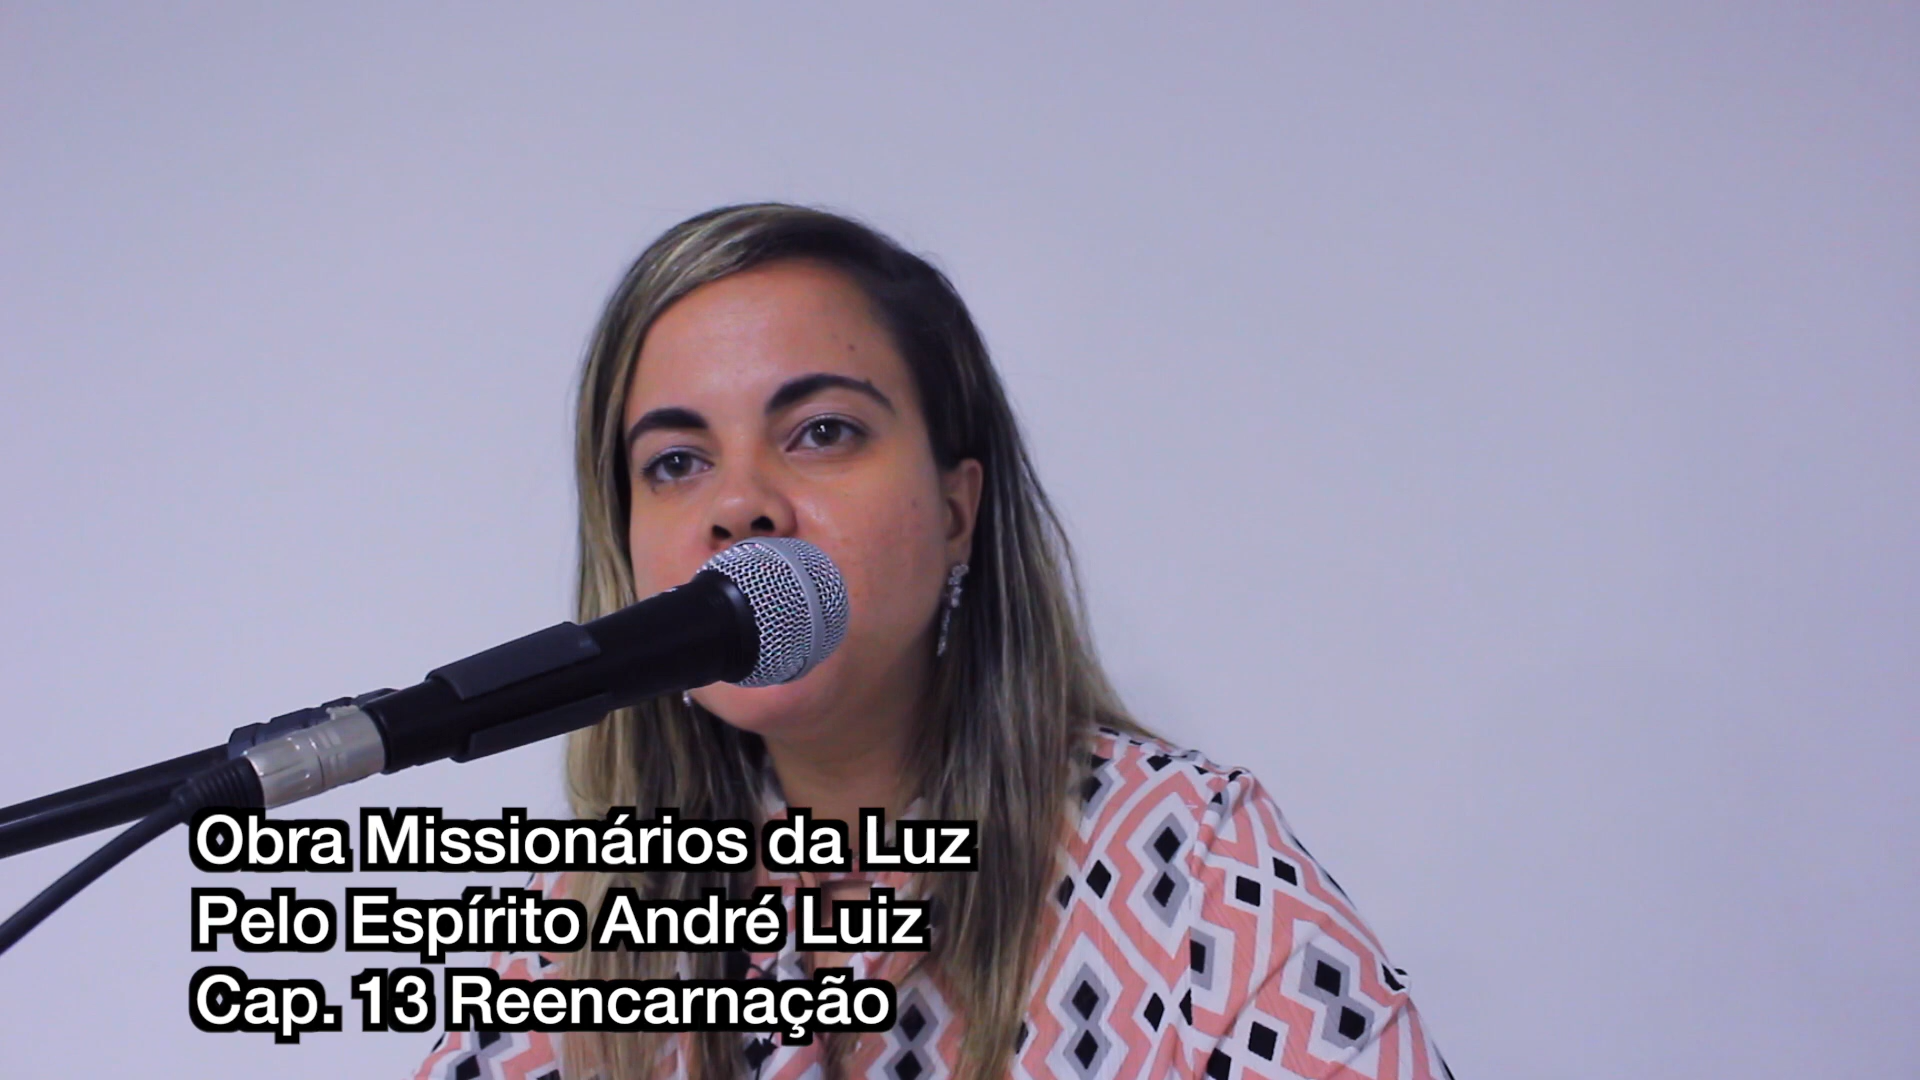 Obra Missionários da Luz
Pelo Espírito André Luiz
Cap. 13 Reencarnação